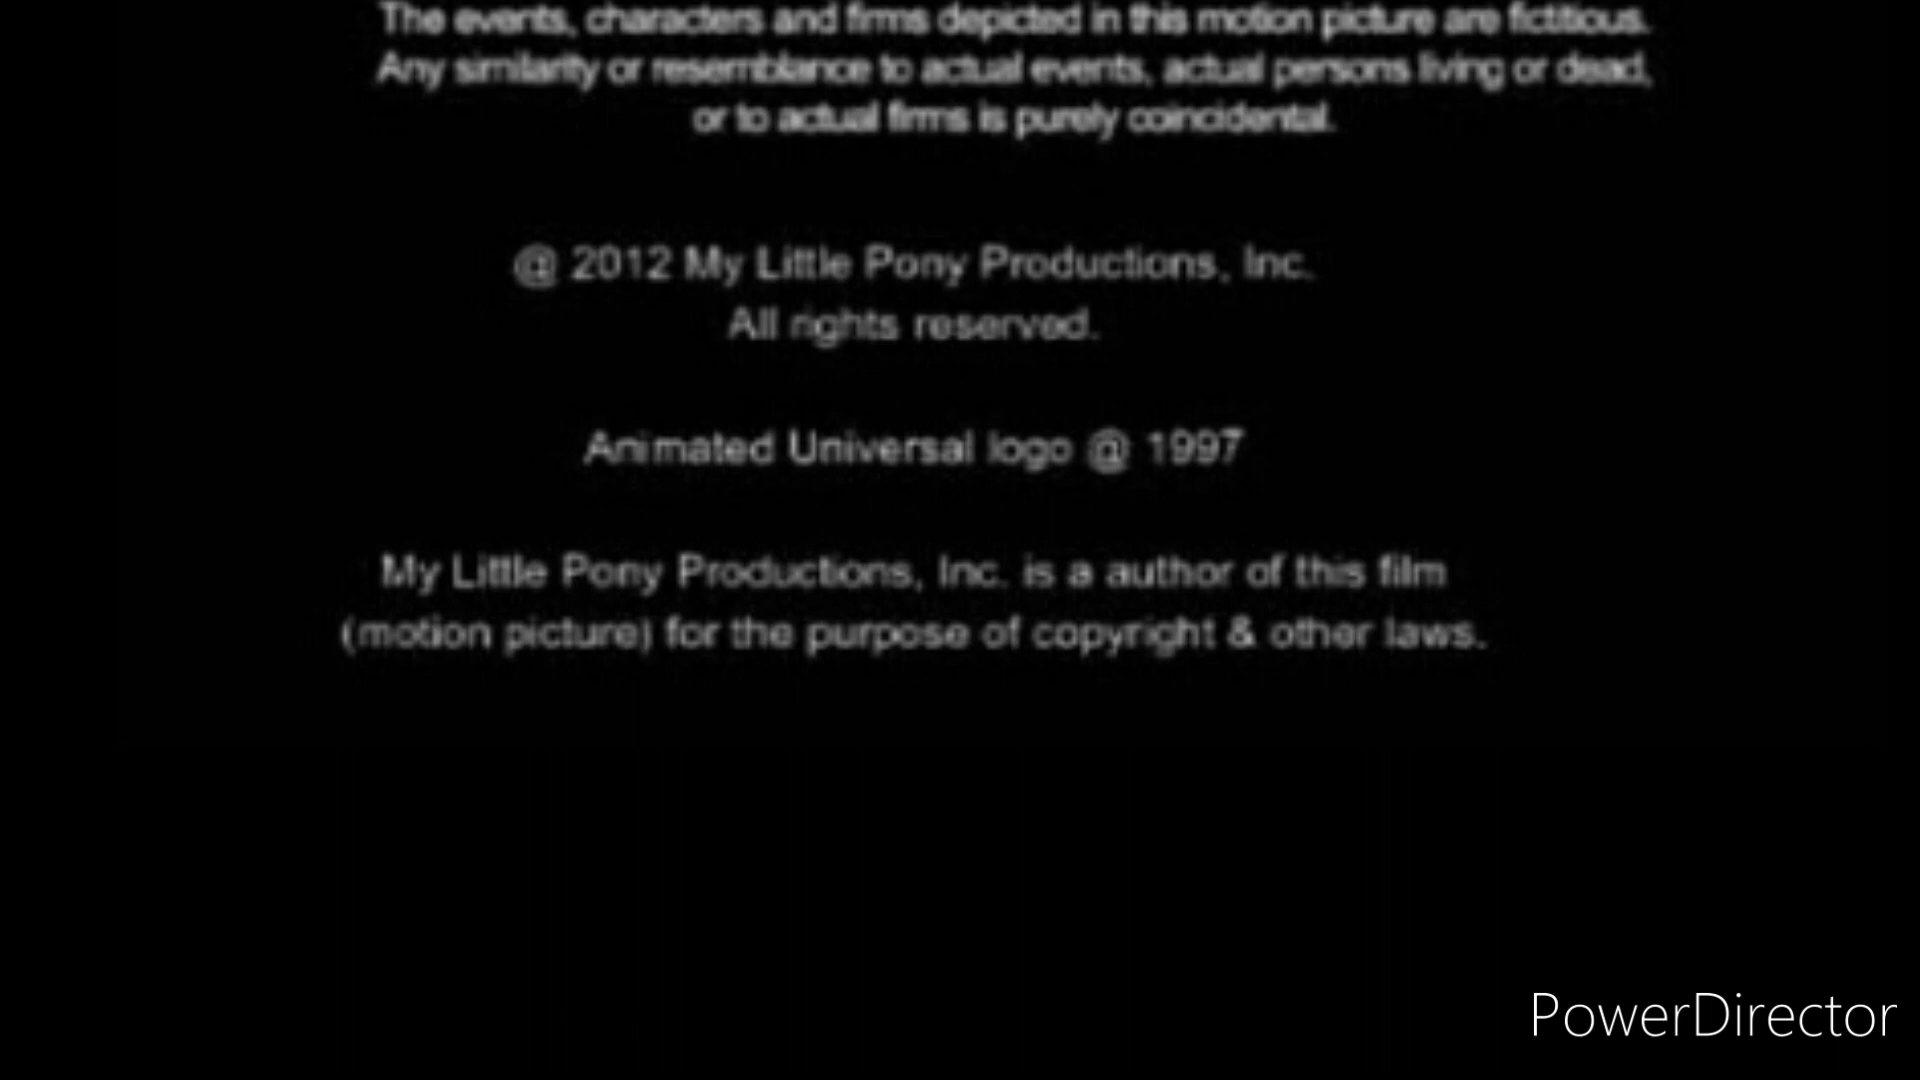 The events, characters and firms depicted in this motion picture are fictitious.
Any similarity or resemblance to actual events, actual persons living or dead,
or to actual firms is purely coincidental.
@ 2012 My Little Pony Productions, Inc.
All rights reserved.
Animated Universal logo @ 1997
My Little Pony Productions, Inc. is a author of this film
(motion picture) for the purpose of copyright & other laws.
PowerDirector